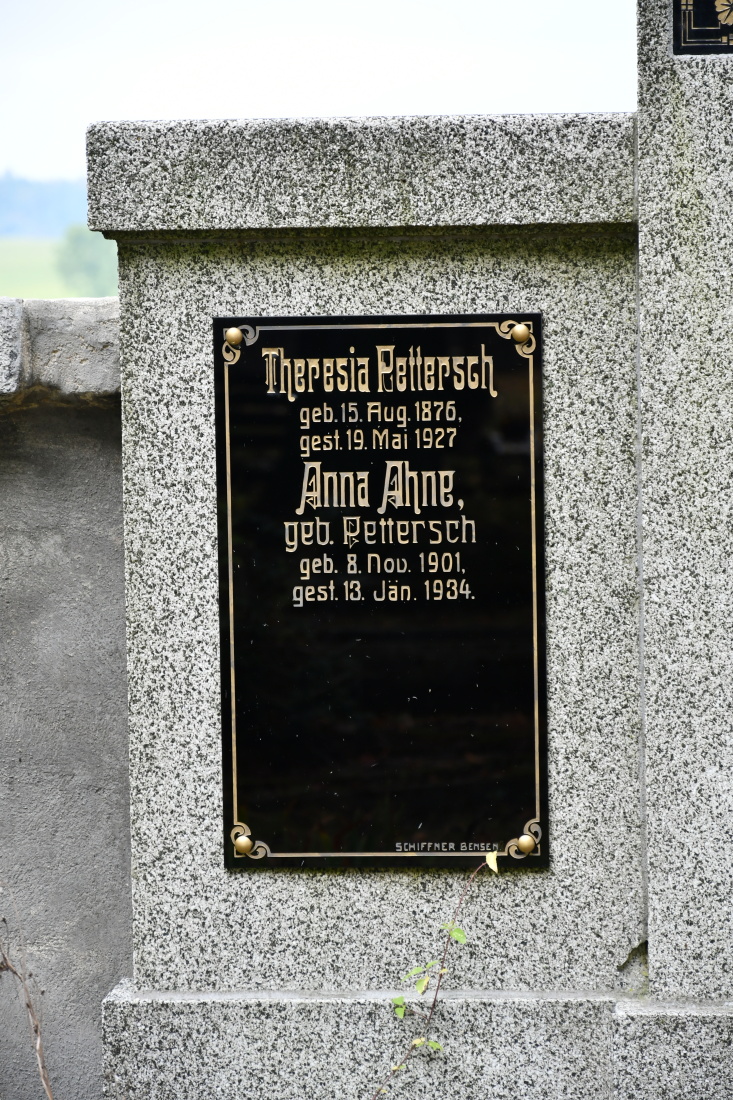 Theresia Pettersch
geb. 15. Aug. 1876,
gest. 19. Mai 1927
Anna Ahne,
geb. Pettersch
geb. 8. Nov. 1901,
gest. 13. Jän. 1934.
SCHIFFNER BENSEN